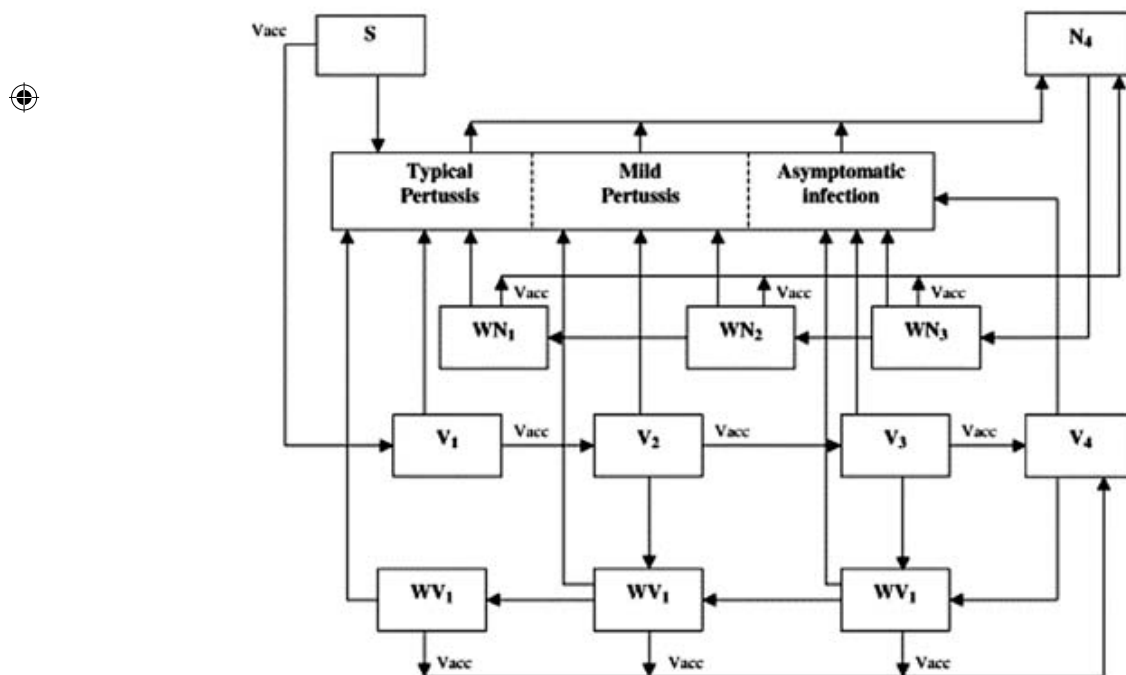 Vacc
S
N₄
Typical
Pertussis
Mild
Pertussis
Asymptomatic
infection
Vacc
Vacc
Vacc
WN₁
WN₂
WN₃
V₁
Vacc
V₂
Vacc
V₃
Vacc
V₄
WV₁
WV₁
WV₁
Vacc
Vacc
Vacc